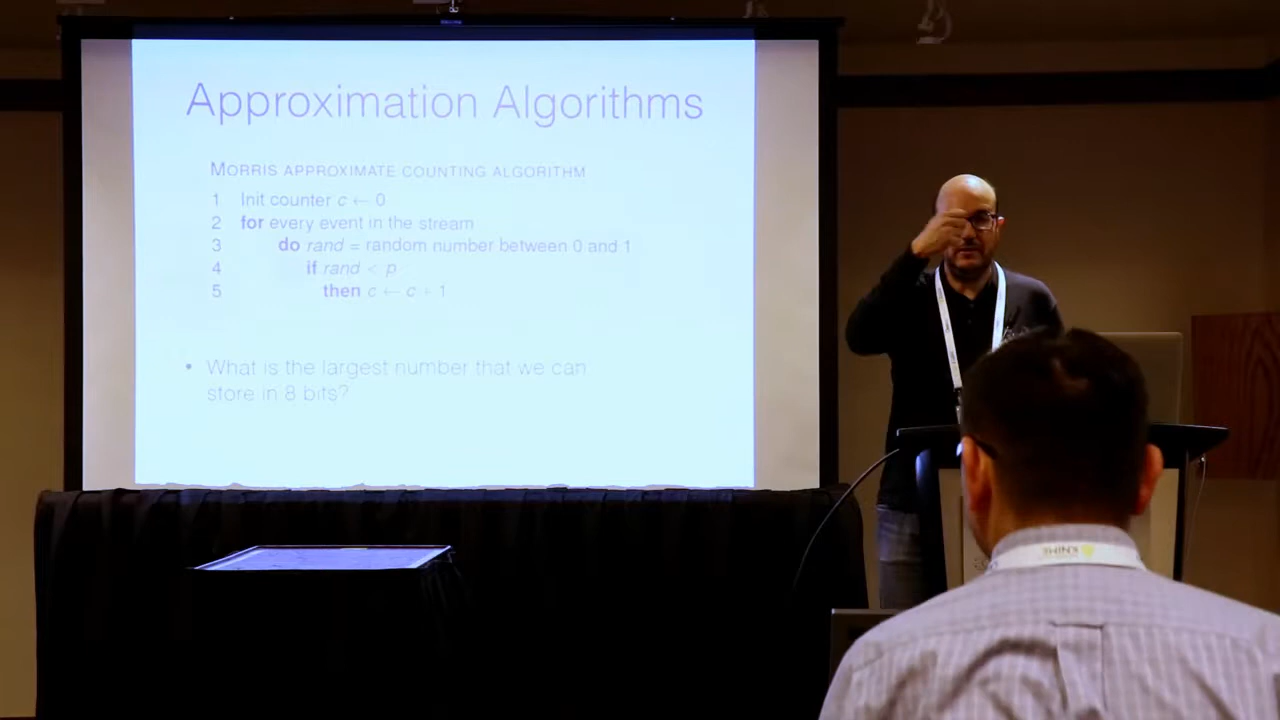 Approximation Algorithms
MORRIS APPROXIMATE COUNTING ALGORITHM
1 Init counter c ← 0
2 for every event in the stream
3 do rand = random number between 0 and 1
4 if rand < p
5 then c ← c + 1
• What is the largest number that we can
store in 8 bits?